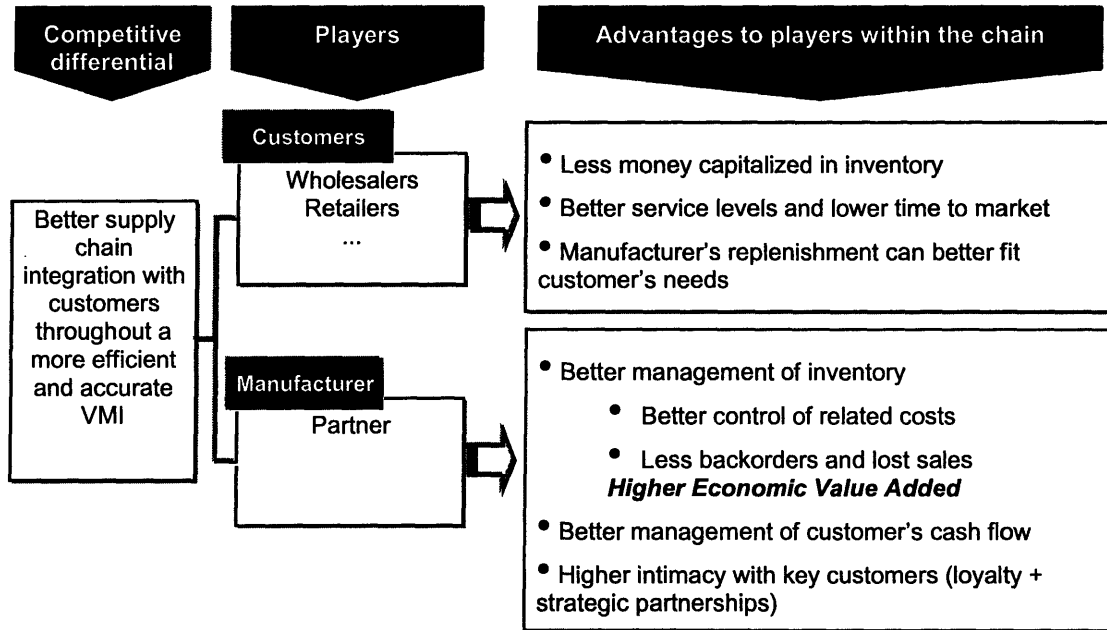 Competitive
differential
Players
Advantages to players within the chain
Better supply
chain
integration with
customers
throughout a
more efficient
and accurate
VMI
Customers
Wholesalers
Retailers
...
• Less money capitalized in inventory
• Better service levels and lower time to market
• Manufacturer's replenishment can better fit
customer's needs
Manufacturer
Partner
• Better management of inventory
• Better control of related costs
• Less backorders and lost sales
Higher Economic Value Added
• Better management of customer's cash flow
• Higher intimacy with key customers (loyalty +
strategic partnerships)